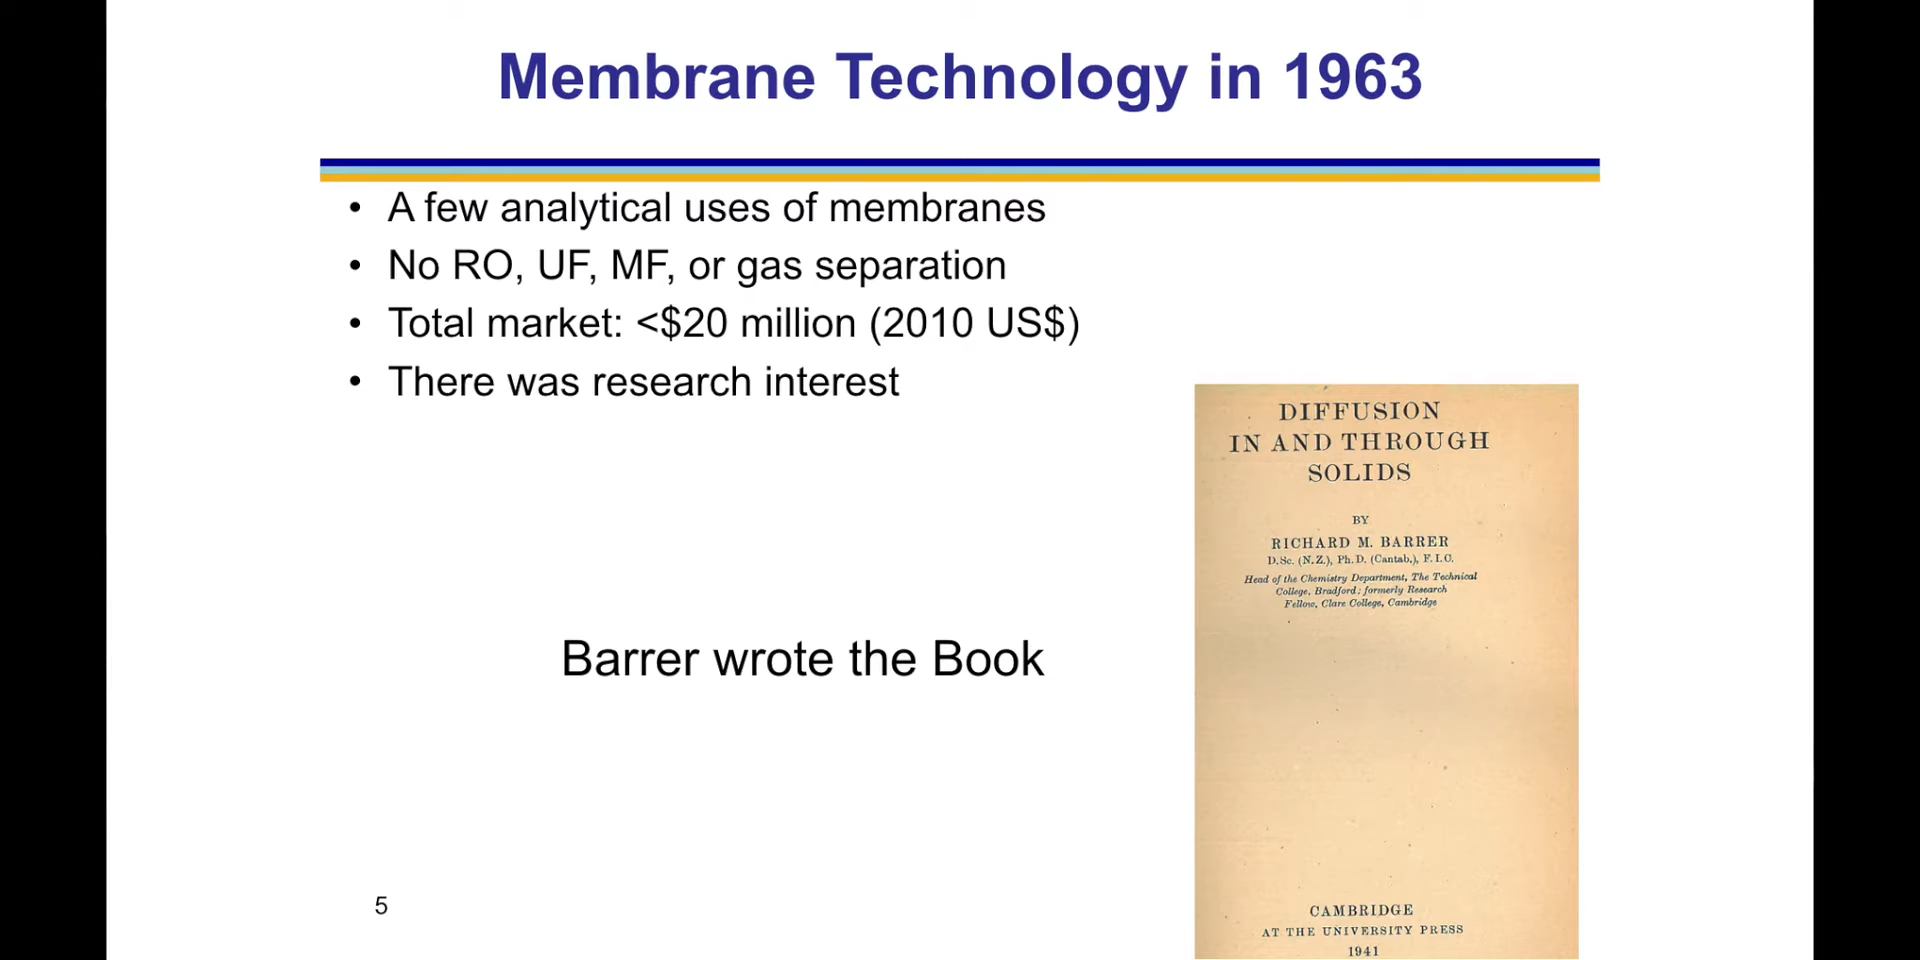 Membrane Technology in 1963
• A few analytical uses of membranes
• No RO, UF, MF, or gas separation
• Total market: <$20 million (2010 US$)
• There was research interest
DIFFUSION
IN AND THROUGH
SOLIDS
BY
RICHARD M. BARRER
D.Sc. (N.Z.), Ph.D. (Cantab.), F.I.C.
Head of the Chemistry Department, The Technical
College, Bradford; formerly Research
Fellow, Clare College, Cambridge
Barrer wrote the Book
CAMBRIDGE
AT THE UNIVERSITY PRESS
1941
5